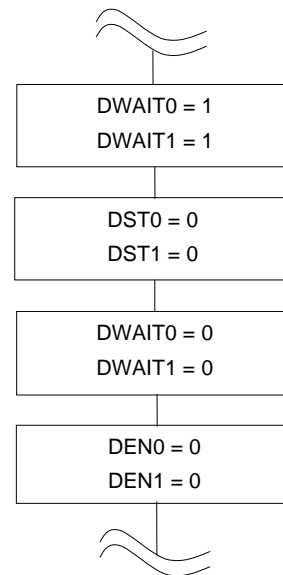 DWAIT0 = 1
DWAIT1 = 1
DST0 = 0
DST1 = 0
DWAIT0 = 0
DWAIT1 = 0
DEN0 = 0
DEN1 = 0